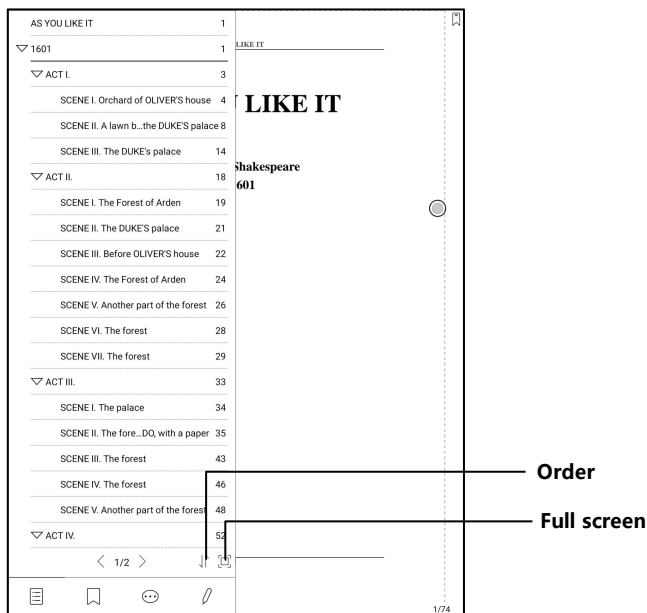 AS YOU LIKE IT 1
1601 1
ACT I. 3
SCENE I. Orchard of OLIVER'S house 4
SCENE II. A lawn b...the DUKE'S palace 8
SCENE III. The DUKE's palace 14
ACT II. 18
SCENE I. The Forest of Arden 19
SCENE II. The DUKE'S palace 21
SCENE III. Before OLIVER'S house 22
SCENE IV. The Forest of Arden 24
SCENE V. Another part of the forest 26
SCENE VI. The forest 28
SCENE VII. The forest 29
ACT III. 33
SCENE I. The palace 34
SCENE II. The fore...DO, with a paper 35
SCENE III. The forest 43
SCENE IV. The forest 46
SCENE V. Another part of the forest 48
ACT IV. 52
1/2
LIKE IT
LIKE IT
Shakespeare
601
1/74
Order
Full screen